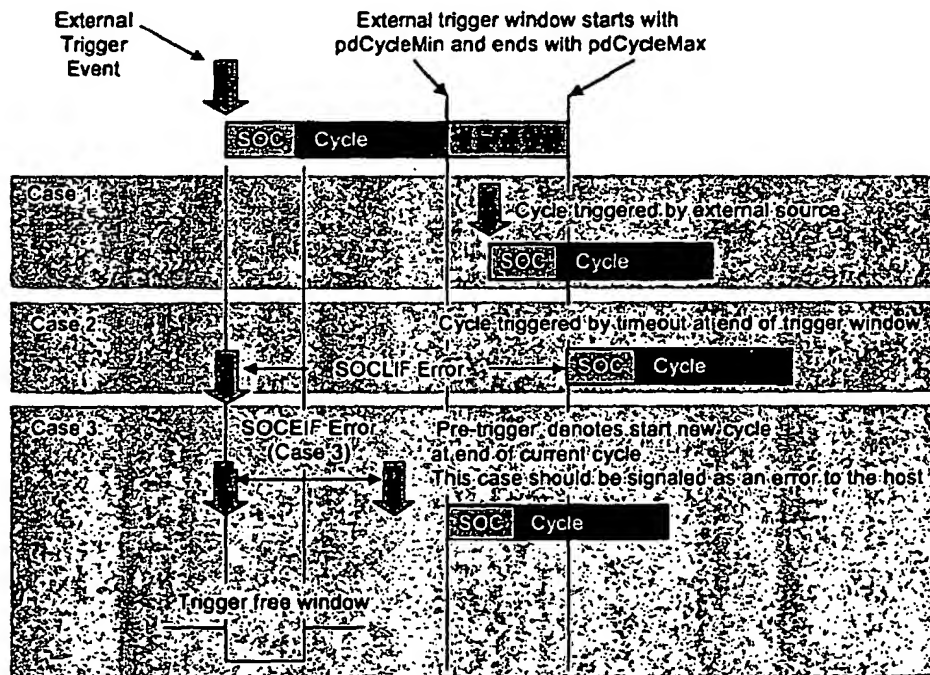 External
Trigger
Event
External trigger window starts with
pdCycleMin and ends with pdCycleMax
SOC Cycle
Case 1
Cycle triggered by external source
SOC Cycle
Case 2
Cycle triggered by timeout at end of trigger window
SOCLIF Error
SOC Cycle
Case 3
SOCEIF Error
(Case 3)
Pre-trigger denotes start new cycle
at end of current cycle
This case should be signaled as an error to the host
SOC Cycle
Trigger free window